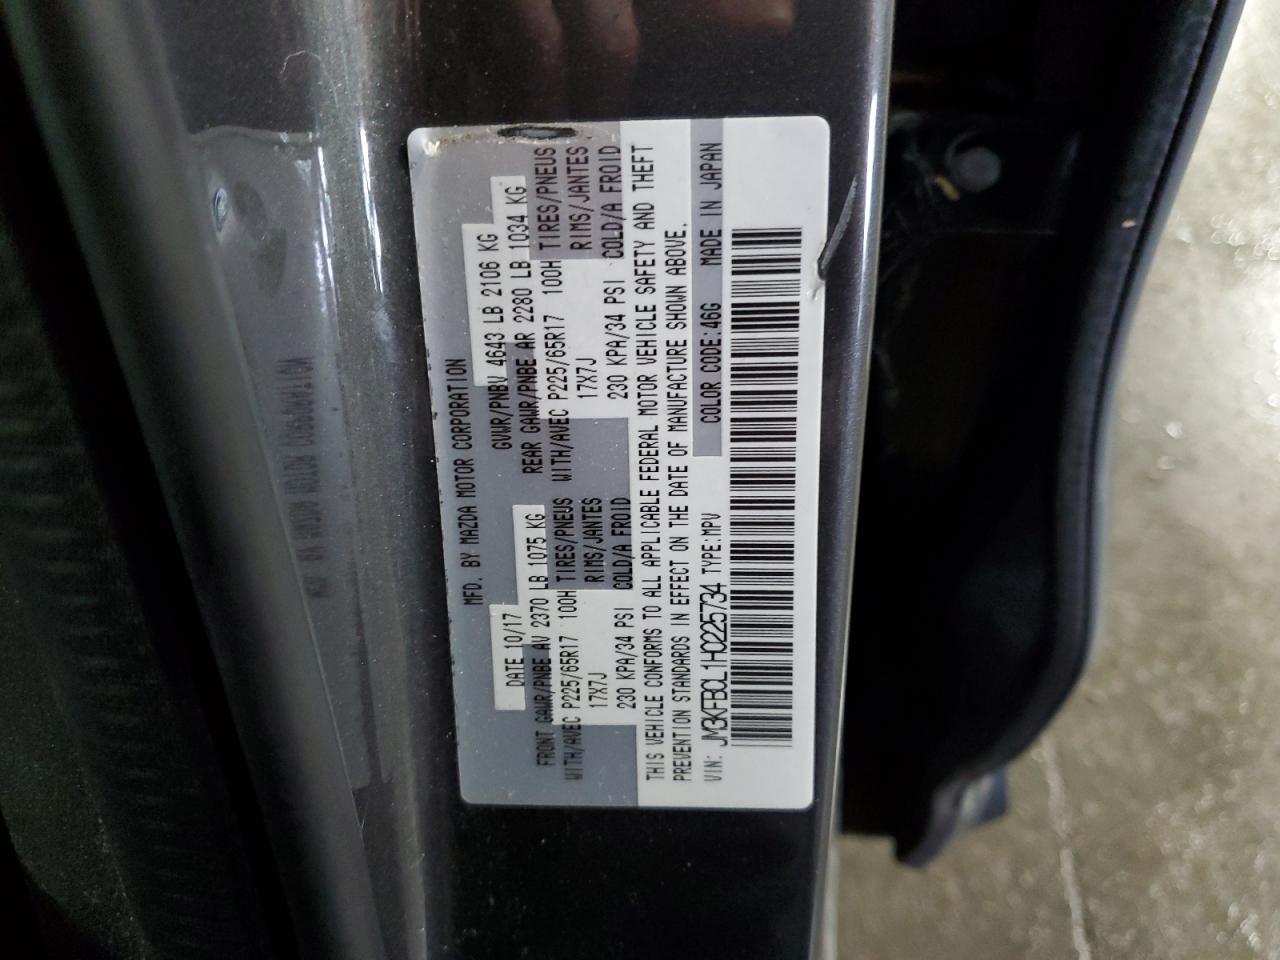 MFD. BY MAZDA MOTOR CORPORATION
DATE 10/17 GVWR/PNBV 4643 LB 2106 KG
FRONT GAWR/PNBE AV 2370 LB 1075 KG REAR GAWR/PNBE AR 2280 LB 1034 KG
WITH/AVEC P225/65R17 100H TIRES/PNEUS WITH/AVEC P225/65R17 100H TIRES/PNEUS
17X7J RIMS/JANTES 17X7J RIMS/JANTES
230 KPA/34 PSI COLD/A FROID 230 KPA/34 PSI COLD/A FROID
THIS VEHICLE CONFORMS TO ALL APPLICABLE FEDERAL MOTOR VEHICLE SAFETY AND THEFT
PREVENTION STANDARDS IN EFFECT ON THE DATE OF MANUFACTURE SHOWN ABOVE.
VIN: JM3KFBCL1H0225734 TYPE:MPV COLOR CODE:46G MADE IN JAPAN